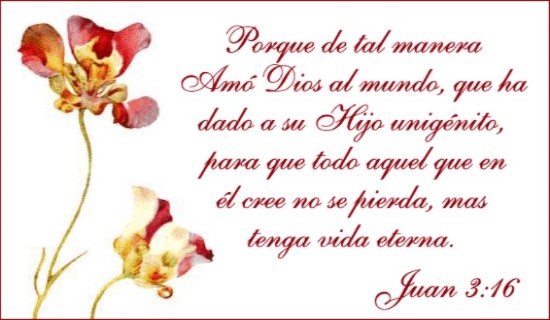 Porque de tal manera
Amó Dios al mundo, que ha
dado a su Hijo unigénito,
para que todo aquel que en
él cree no se pierda, mas
tenga vida eterna.
Juan 3:16